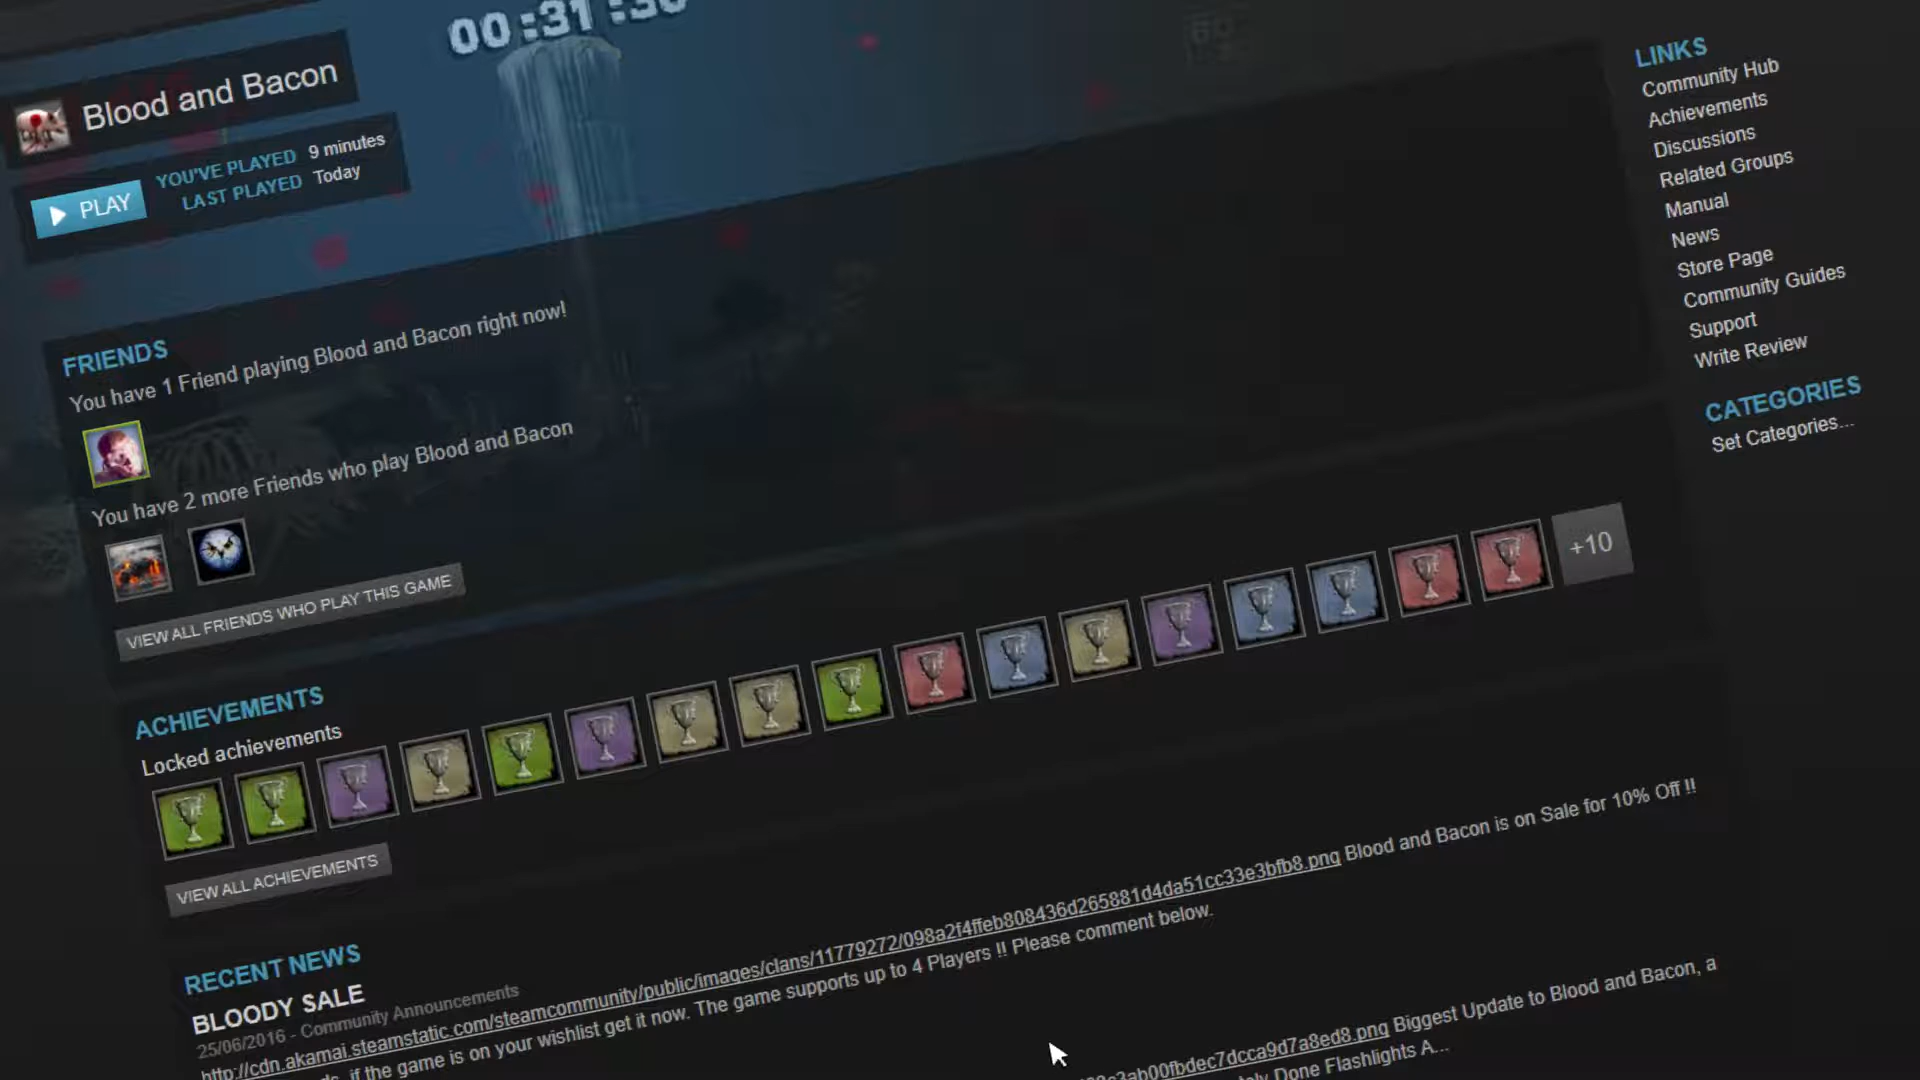 00:31:30
Blood and Bacon
PLAY
YOU'VE PLAYED 9 minutes
LAST PLAYED Today
LINKS
Community Hub
Achievements
Discussions
Related Groups
Manual
News
Store Page
Community Guides
Support
Write Review
CATEGORIES
Set Categories...
FRIENDS
You have 1 Friend playing Blood and Bacon right now!
You have 2 more Friends who play Blood and Bacon
VIEW ALL FRIENDS WHO PLAY THIS GAME
ACHIEVEMENTS
Locked achievements
+10
VIEW ALL ACHIEVEMENTS
RECENT NEWS
BLOODY SALE
25/06/2016 - Community Announcements
http://cdn.akamai.steamstatic.com/steamcommunity/public/images/clans/11779272/098a2f4ffeb808436d265881d4da51cc33e3bfb8.png Blood and Bacon is on Sale for 10% Off !!
if the game is on your wishlist get it now. The game supports up to 4 Players !! Please comment below.
Biggest Update to Blood and Bacon, a
Done Flashlights A...